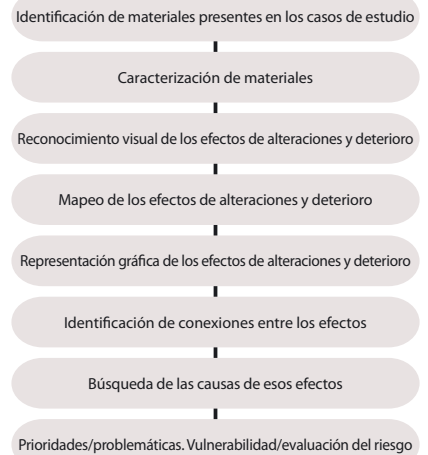 Identificación de materiales presentes en los casos de estudio
Caracterización de materiales
Reconocimiento visual de los efectos de alteraciones y deterioro
Mapeo de los efectos de alteraciones y deterioro
Representación gráfica de los efectos de alteraciones y deterioro
Identificación de conexiones entre los efectos
Búsqueda de las causas de esos efectos
Prioridades/problemáticas. Vulnerabilidad/evaluación del riesgo